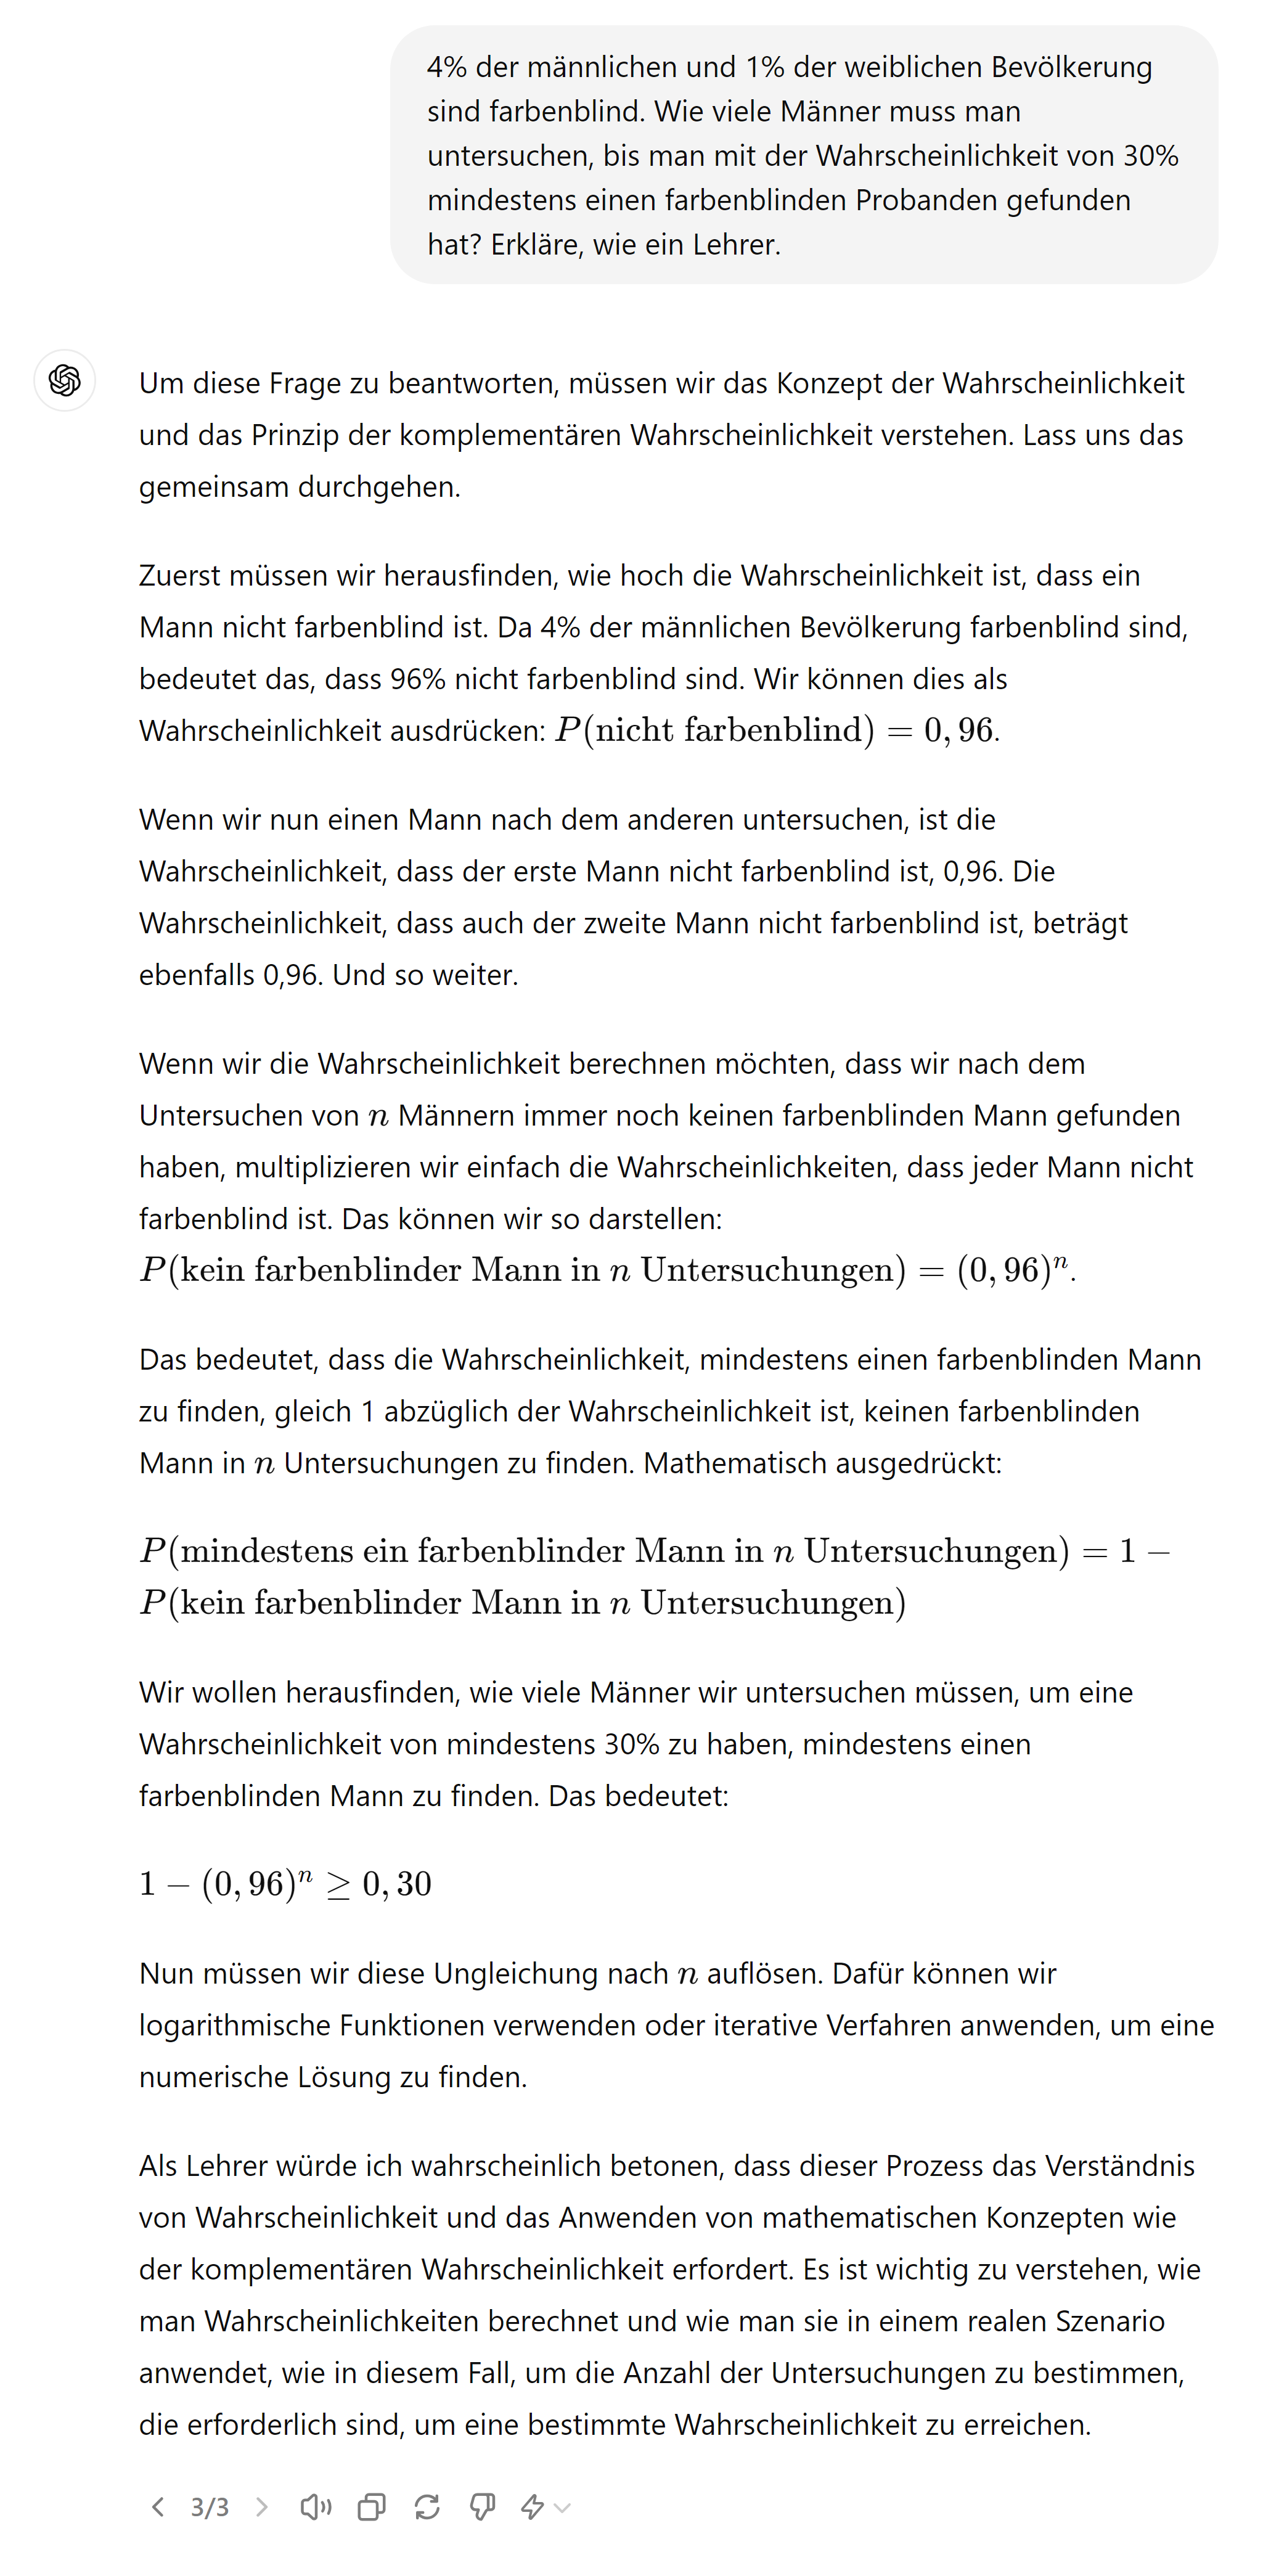 4% der männlichen und 1% der weiblichen Bevölkerung
sind farbenblind. Wie viele Männer muss man
untersuchen, bis man mit der Wahrscheinlichkeit von 30%
mindestens einen farbenblinden Probanden gefunden
hat? Erkläre, wie ein Lehrer.
Um diese Frage zu beantworten, müssen wir das Konzept der Wahrscheinlichkeit
und das Prinzip der komplementären Wahrscheinlichkeit verstehen. Lass uns das
gemeinsam durchgehen.
Zuerst müssen wir herausfinden, wie hoch die Wahrscheinlichkeit ist, dass ein
Mann nicht farbenblind ist. Da 4% der männlichen Bevölkerung farbenblind sind,
bedeutet das, dass 96% nicht farbenblind sind. Wir können dies als
Wahrscheinlichkeit ausdrücken: P(nicht farbenblind) = 0, 96.
Wenn wir nun einen Mann nach dem anderen untersuchen, ist die
Wahrscheinlichkeit, dass der erste Mann nicht farbenblind ist, 0,96. Die
Wahrscheinlichkeit, dass auch der zweite Mann nicht farbenblind ist, beträgt
ebenfalls 0,96. Und so weiter.
Wenn wir die Wahrscheinlichkeit berechnen möchten, dass wir nach dem
Untersuchen von n Männern immer noch keinen farbenblinden Mann gefunden
haben, multiplizieren wir einfach die Wahrscheinlichkeiten, dass jeder Mann nicht
farbenblind ist. Das können wir so darstellen:
P(kein farbenblinder Mann in n Untersuchungen) = (0, 96)ⁿ.
Das bedeutet, dass die Wahrscheinlichkeit, mindestens einen farbenblinden Mann
zu finden, gleich 1 abzüglich der Wahrscheinlichkeit ist, keinen farbenblinden
Mann in n Untersuchungen zu finden. Mathematisch ausgedrückt:
P(mindestens ein farbenblinder Mann in n Untersuchungen) = 1 −
P(kein farbenblinder Mann in n Untersuchungen)
Wir wollen herausfinden, wie viele Männer wir untersuchen müssen, um eine
Wahrscheinlichkeit von mindestens 30% zu haben, mindestens einen
farbenblinden Mann zu finden. Das bedeutet:
1 − (0, 96)ⁿ ≥ 0, 30
Nun müssen wir diese Ungleichung nach n auflösen. Dafür können wir
logarithmische Funktionen verwenden oder iterative Verfahren anwenden, um eine
numerische Lösung zu finden.
Als Lehrer würde ich wahrscheinlich betonen, dass dieser Prozess das Verständnis
von Wahrscheinlichkeit und das Anwenden von mathematischen Konzepten wie
der komplementären Wahrscheinlichkeit erfordert. Es ist wichtig zu verstehen, wie
man Wahrscheinlichkeiten berechnet und wie man sie in einem realen Szenario
anwendet, wie in diesem Fall, um die Anzahl der Untersuchungen zu bestimmen,
die erforderlich sind, um eine bestimmte Wahrscheinlichkeit zu erreichen.
3/3